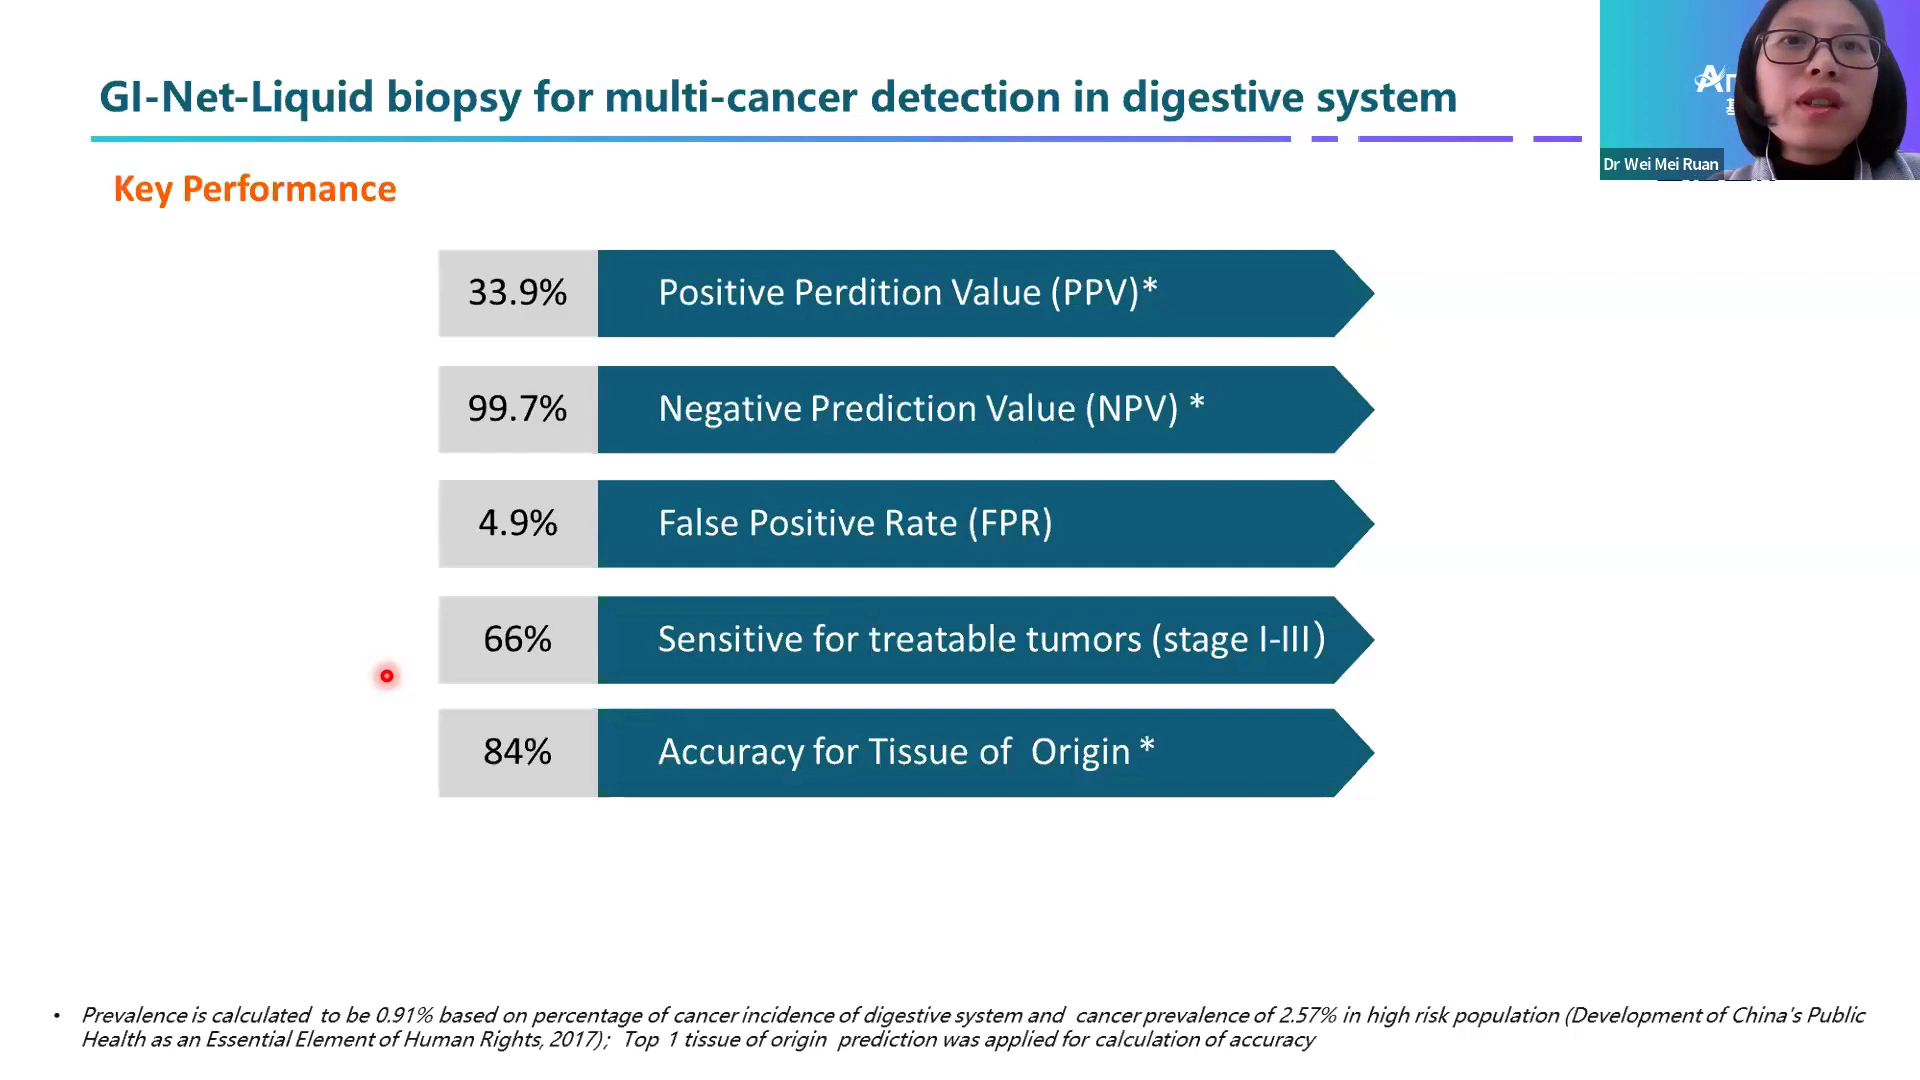 GI-Net-Liquid biopsy for multi-cancer detection in digestive system
Dr Wei Mei Ruan
Key Performance
33.9% Positive Perdition Value (PPV)*
99.7% Negative Prediction Value (NPV) *
4.9% False Positive Rate (FPR)
66% Sensitive for treatable tumors (stage I-III)
84% Accuracy for Tissue of Origin *
• Prevalence is calculated to be 0.91% based on percentage of cancer incidence of digestive system and cancer prevalence of 2.57% in high risk population (Development of China's Public
Health as an Essential Element of Human Rights, 2017); Top 1 tissue of origin prediction was applied for calculation of accuracy